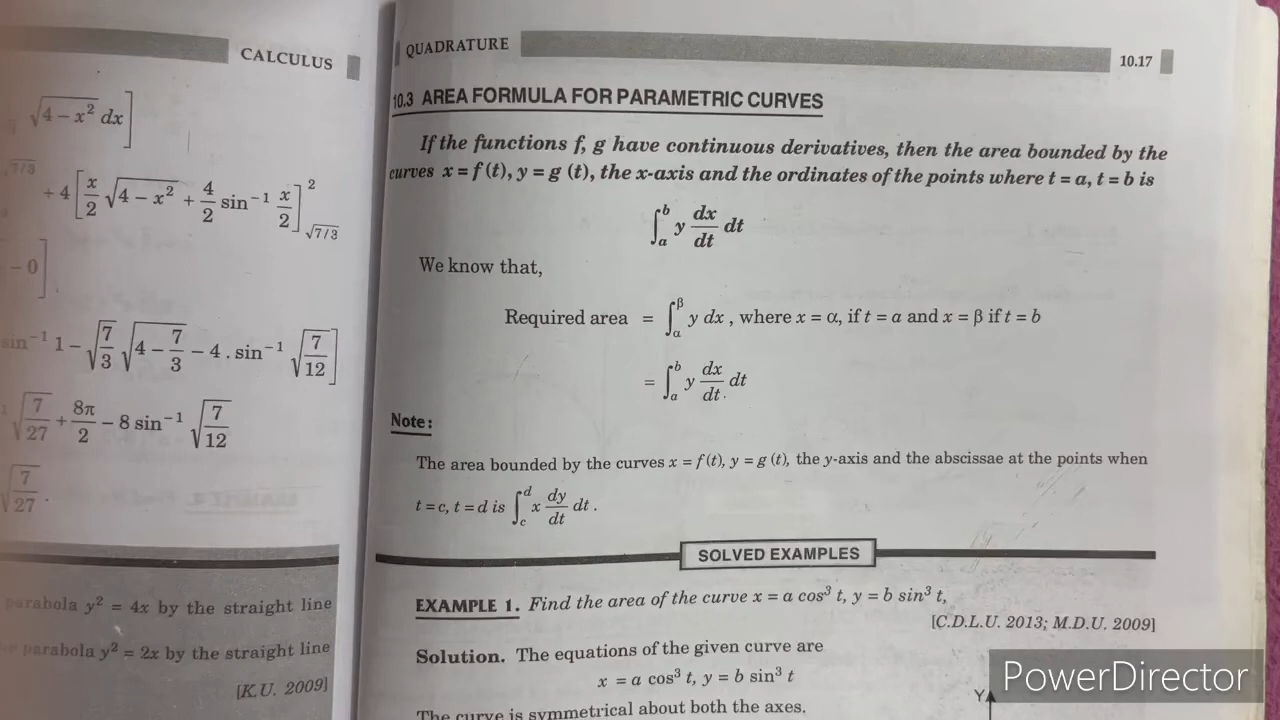 CALCULUS
√4 – x² dx]
+ 4 [x/2 √4 – x² + 4/2 sin⁻¹ x/2]² √7/3
– 0]
sin⁻¹ 1 – √7/3 √4 – 7/3 – 4 . sin⁻¹ √7/12]
√7/27 + 8π/2 – 8 sin⁻¹ √7/12
√7/27 .
parabola y² = 4x by the straight line
parabola y² = 2x by the straight line
[K.U. 2009]
QUADRATURE 10.17
10.3 AREA FORMULA FOR PARAMETRIC CURVES
If the functions f, g have continuous derivatives, then the area bounded by the
curves x = f (t), y = g (t), the x-axis and the ordinates of the points where t = a, t = b is
∫ₐᵇ y dx/dt dt
We know that,
Required area = ∫_α^β y dx , where x = α, if t = a and x = β if t = b
= ∫ₐᵇ y dx/dt. dt
Note:
The area bounded by the curves x = f (t), y = g (t), the y-axis and the abscissae at the points when
t = c, t = d is ∫_c^d x dy/dt dt .
SOLVED EXAMPLES
EXAMPLE 1. Find the area of the curve x = a cos³ t, y = b sin³ t,
[C.D.L.U. 2013; M.D.U. 2009]
Solution. The equations of the given curve are
x = a cos³ t, y = b sin³ t
The curve is symmetrical about both the axes.
Y
PowerDirector